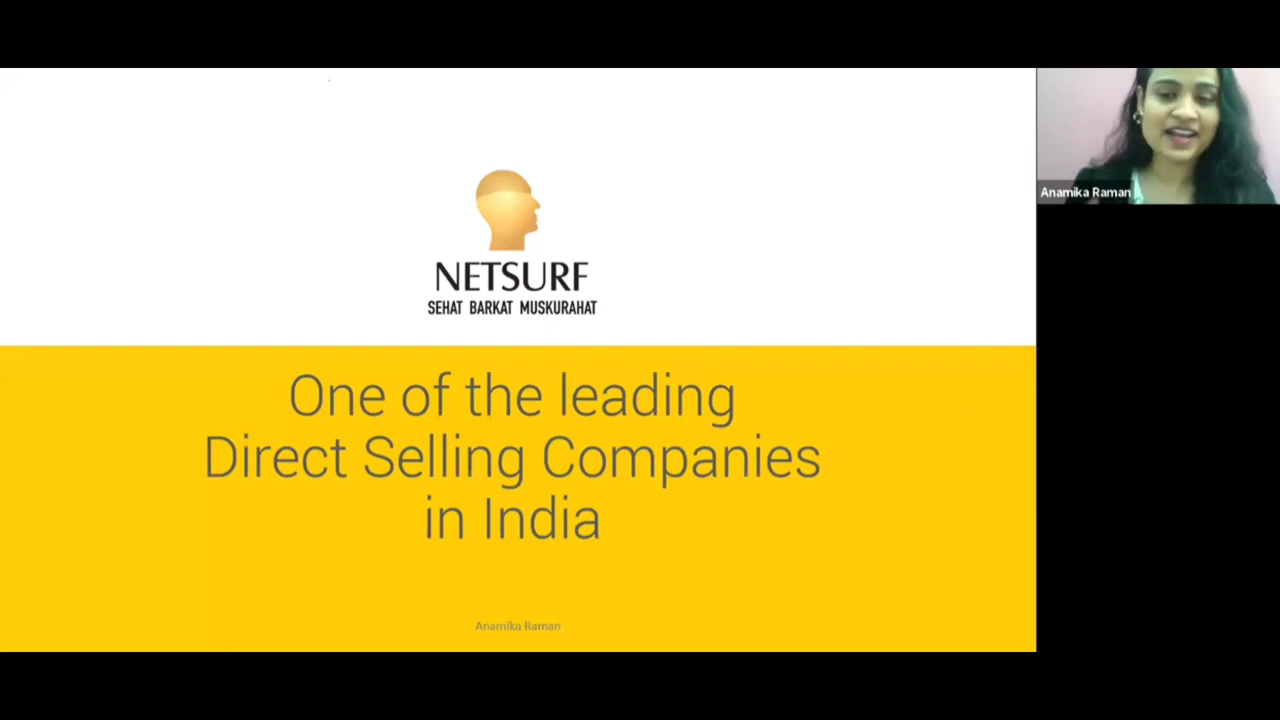 NETSURF
SEHAT BARKAT MUSKURAHAT
One of the leading
Direct Selling Companies
in India
Anamika Raman
Anamika Raman